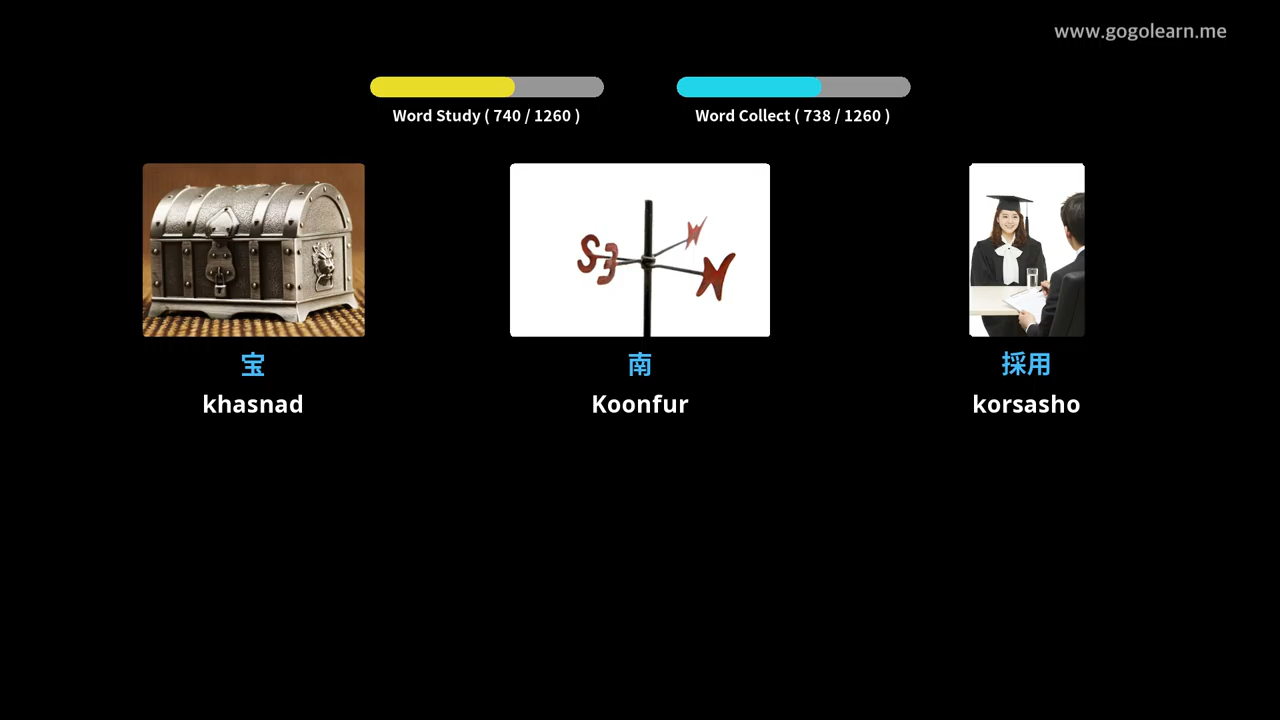 www.gogolearn.me
Word Study ( 740 / 1260 )
Word Collect ( 738 / 1260 )
S E N W
宝
南
採用
khasnad
Koonfur
korsasho